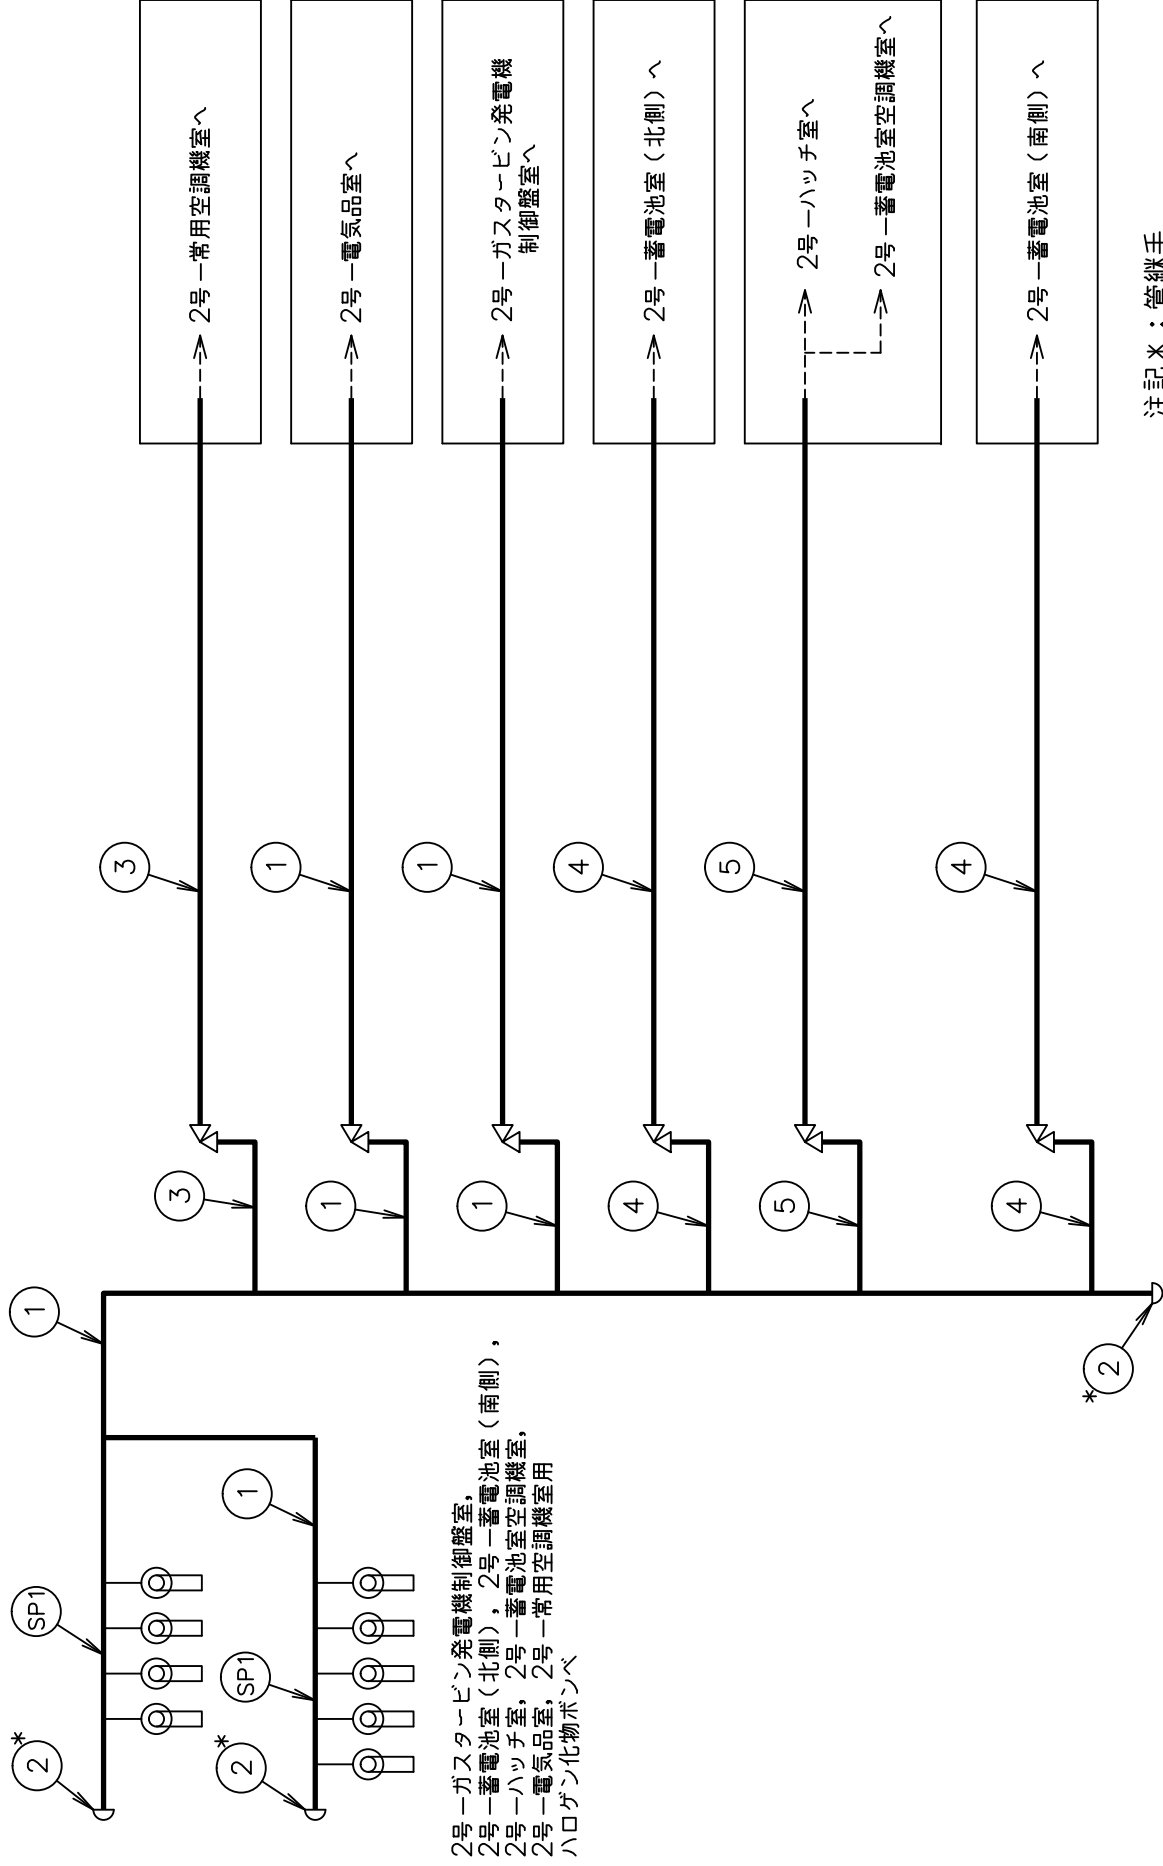 2号ー常用空調機室へ
2号ー電気品室へ
2号ーガスタービン発電機
制御盤室へ
2号ー蓄電池室（北側）へ
2号ーハッチ室へ
2号ー蓄電池室空調機室へ
2号ー蓄電池室（南側）へ
3
1
1
4
5
4
3
1
1
4
5
4
1
2
*
1
SP1
SP1
2
*
2
*
2号ーガスタービン発電機制御盤室，
2号ー蓄電池室（北側），2号ー蓄電池室（南側），
2号ーハッチ室，2号ー蓄電池室空調機室，
2号ー電気品室，2号ー常用空調機室用
ハロゲン化物ボンベ
注記＊：管継手